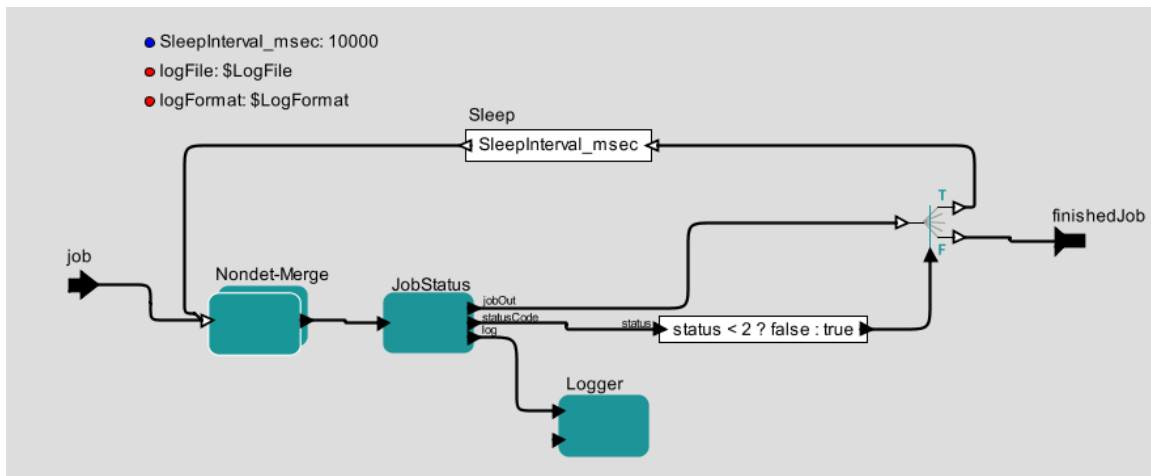 SleepInterval_msec: 10000
logFile: $LogFile
logFormat: $LogFormat
Sleep
SleepInterval_msec
T
finishedJob
F
job
Nondet-Merge
JobStatus
jobOut
statusCode
log
status
status < 2 ? false : true
Logger